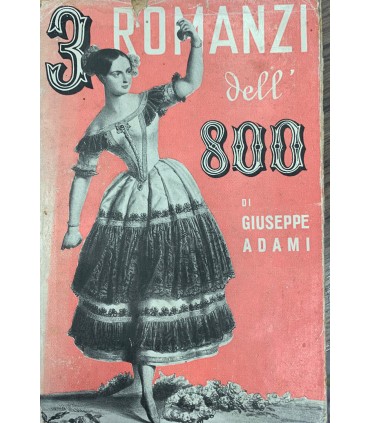 3 ROMANZI
dell'
800
DI
GIUSEPPE
ADAMI